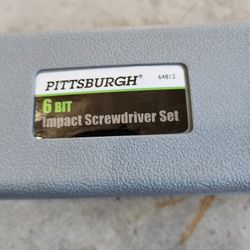 PITTSBURGH® 64812
6 BIT
Impact Screwdriver Set